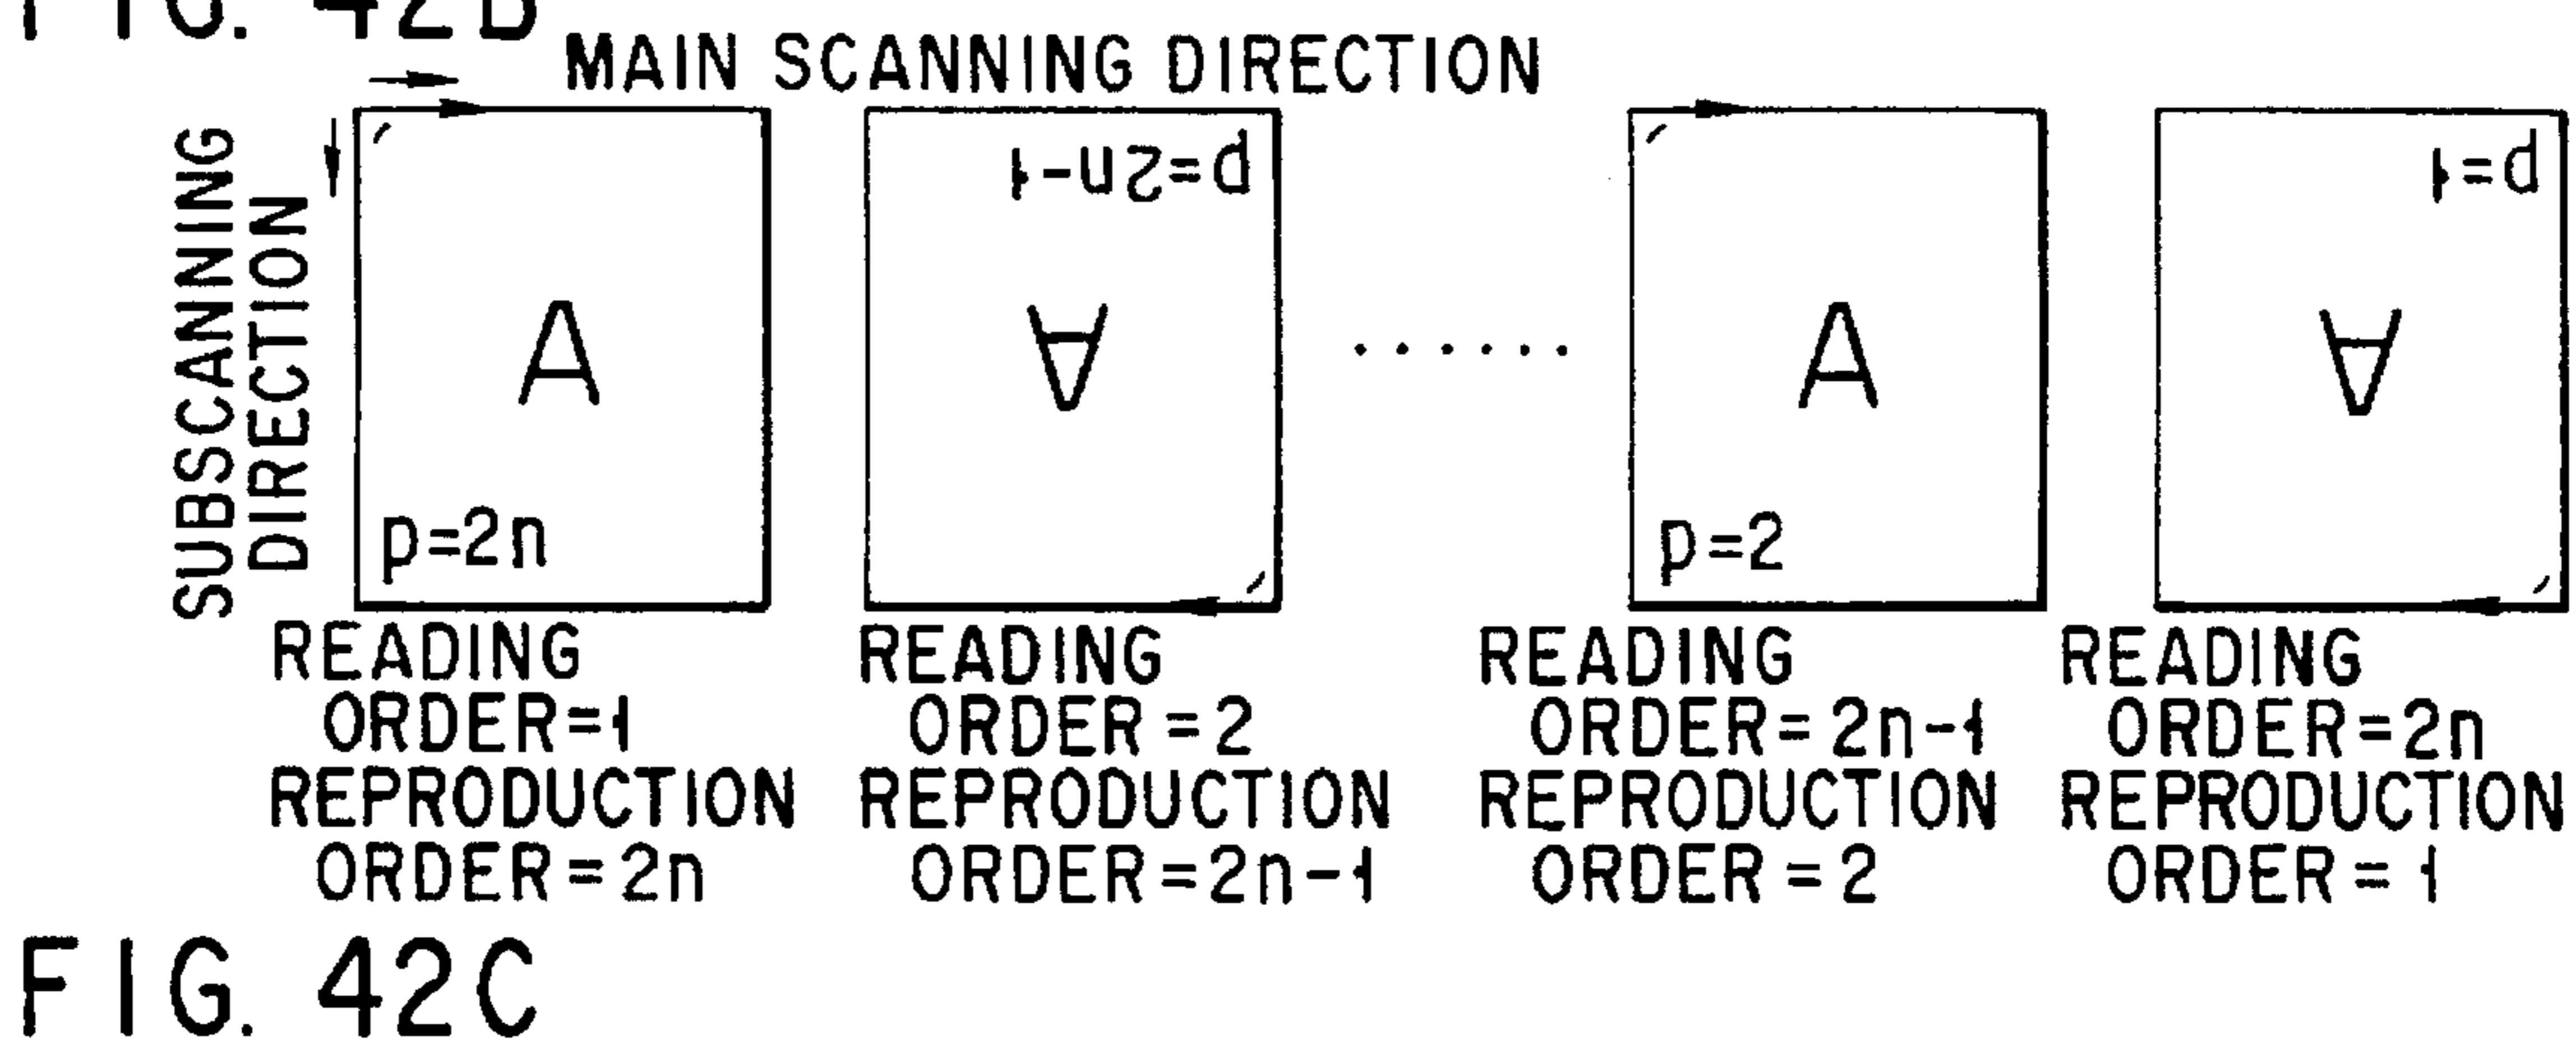 FIG. 42B
MAIN SCANNING DIRECTION
SUBSCANNING
DIRECTION
A
p=2n
READING
ORDER=1
REPRODUCTION
ORDER=2n
p=2n-1
A
READING
ORDER=2
REPRODUCTION
ORDER=2n-1
......
A
p=2
READING
ORDER=2n-1
REPRODUCTION
ORDER=2
p=1
A
READING
ORDER=2n
REPRODUCTION
ORDER=1
FIG. 42C